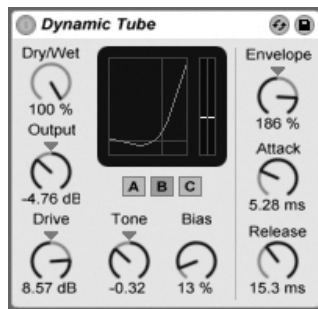 Dynamic Tube
Dry/Wet
100 %
Output
-4.76 dB
A B C
Drive
8.57 dB
Tone
-0.32
Bias
13 %
Envelope
186 %
Attack
5.28 ms
Release
15.3 ms